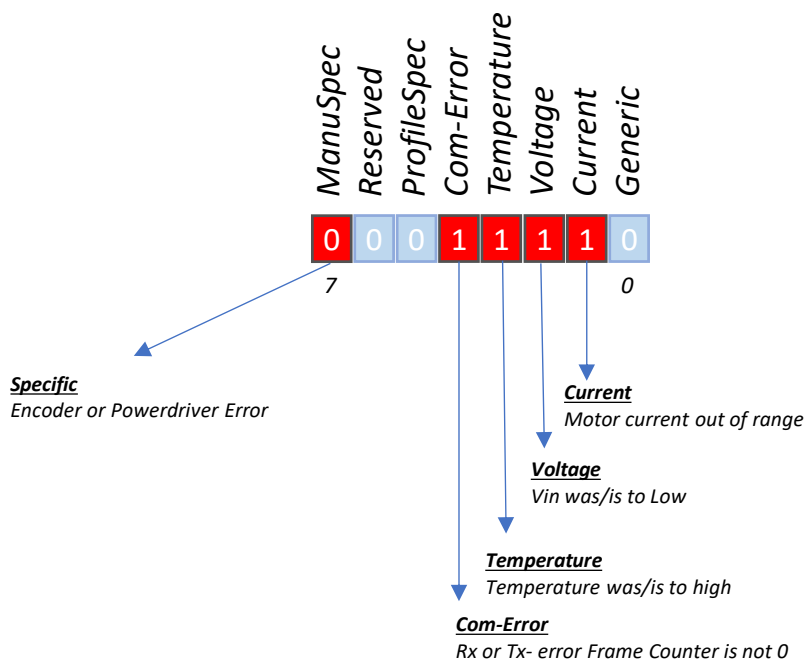 ManuSpec
Reserved
ProfileSpec
Com-Error
Temperature
Voltage
Current
Generic
0 0 0 1 1 1 1 0
7 0
Specific
Encoder or Powerdriver Error
Current
Motor current out of range
Voltage
Vin was/is to Low
Temperature
Temperature was/is to high
Com-Error
Rx or Tx- error Frame Counter is not 0